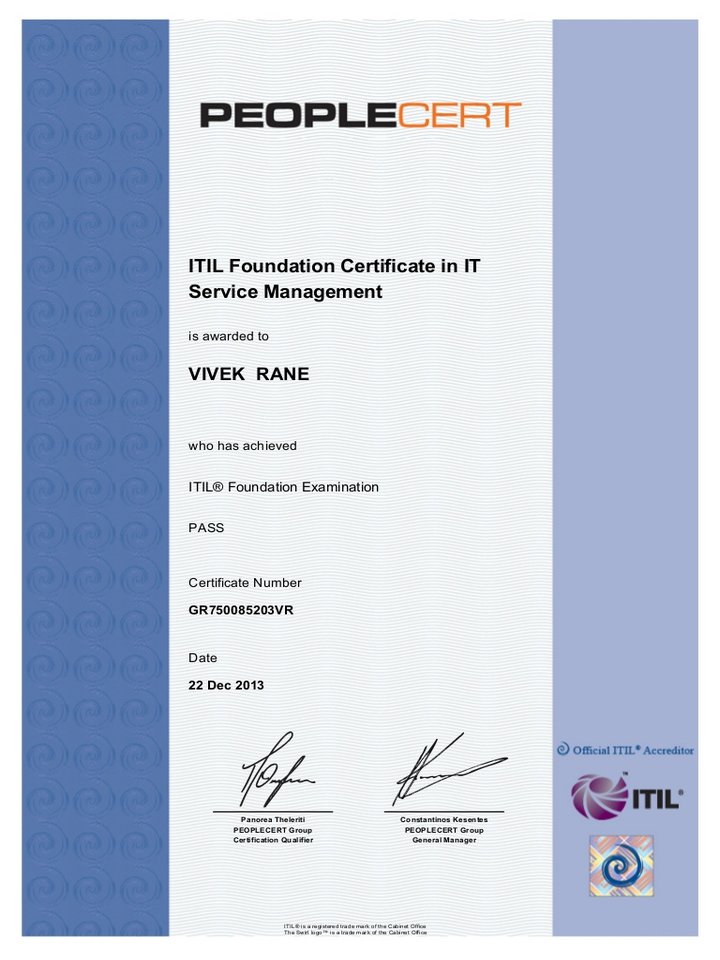 PEOPLECERT
ITIL Foundation Certificate in IT
Service Management
is awarded to
VIVEK RANE
who has achieved
ITIL® Foundation Examination
PASS
Certificate Number
GR750085203VR
Date
22 Dec 2013
Panorea Theleriti
PEOPLECERT Group
Certification Qualifier
Constantinos Kesentes
PEOPLECERT Group
General Manager
Official ITIL® Accreditor
ITIL®
ITIL® is a registered trade mark of the Cabinet Office
The Swirl logo™ is a trade mark of the Cabinet Office